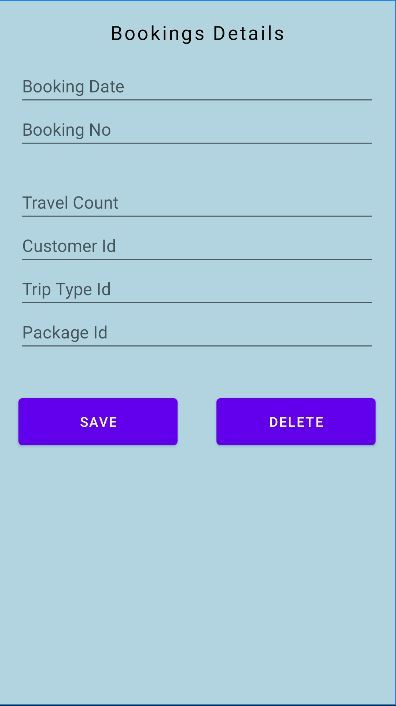 Bookings Details
Booking Date
Booking No
Travel Count
Customer Id
Trip Type Id
Package Id
SAVE DELETE